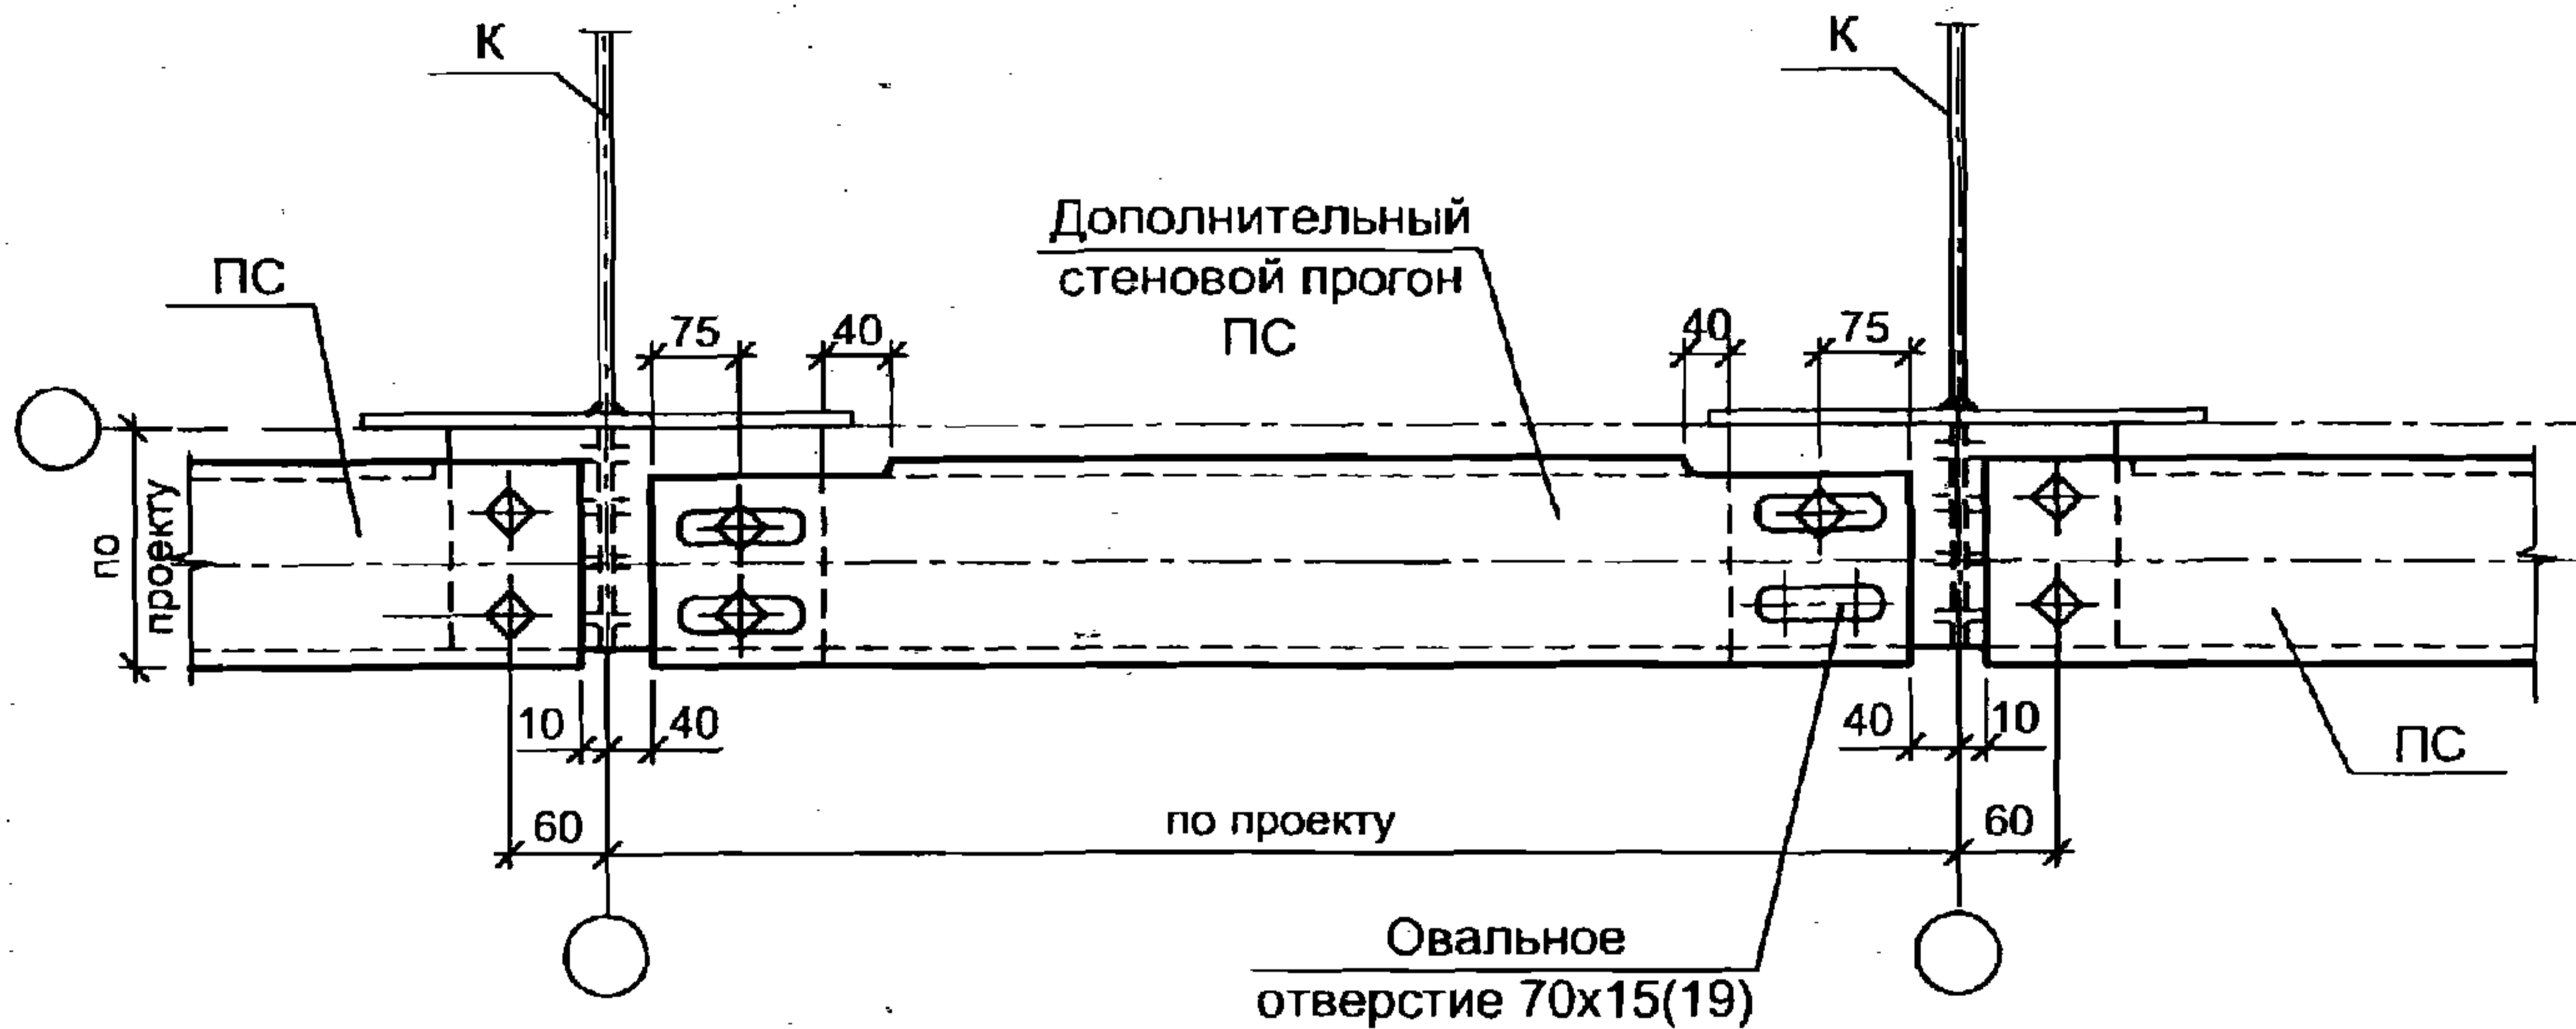 К
К
Дополнительный
стеновой прогон
ПС
ПС
75
40
40
75
по
проекту
10
40
40
10
ПС
60
по проекту
60
Овальное
отверстие 70х15(19)